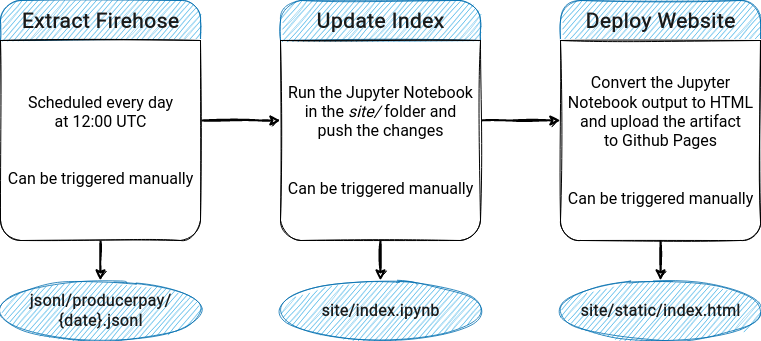 Extract Firehose
Scheduled every day
at 12:00 UTC
Can be triggered manually
jsonl/producerpay/
{date}.jsonl
Update Index
Run the Jupyter Notebook
in the site/ folder and
push the changes
Can be triggered manually
site/index.ipynb
Deploy Website
Convert the Jupyter
Notebook output to HTML
and upload the artifact
to Github Pages
Can be triggered manually
site/static/index.html